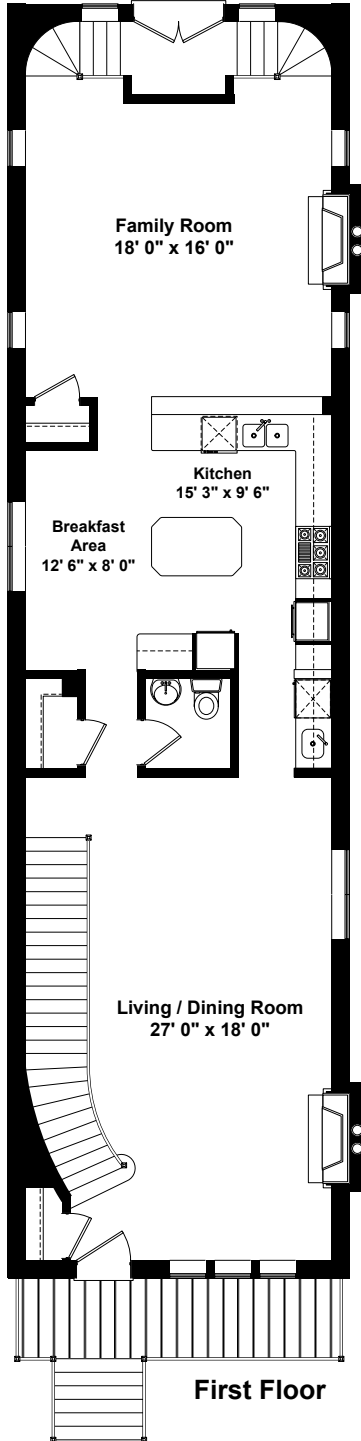 Family Room
18' 0" x 16' 0"
Kitchen
15' 3" x 9' 6"
Breakfast
Area
12' 6" x 8' 0"
Living / Dining Room
27' 0" x 18' 0"
First Floor